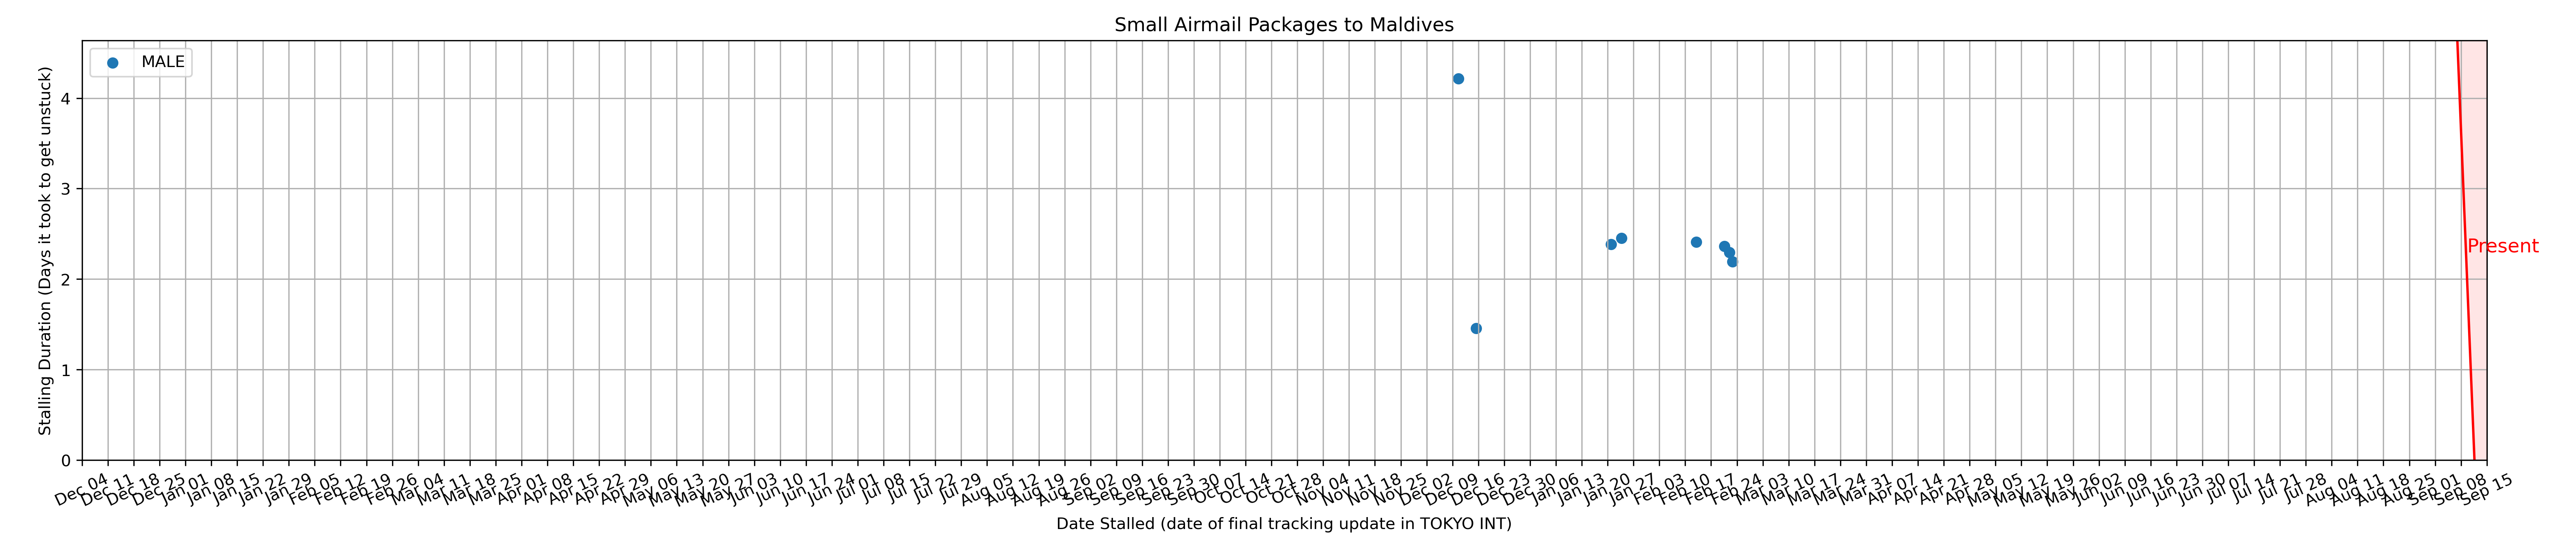 Small Airmail Packages to Maldives
MALE
Stalling Duration (Days it took to get unstuck)
4
3
2
1
0
Present
Dec 04
Dec 11
Dec 18
Dec 25
Jan 01
Jan 08
Jan 15
Jan 22
Jan 29
Feb 05
Feb 12
Feb 19
Feb 26
Mar 04
Mar 11
Mar 18
Mar 25
Apr 01
Apr 08
Apr 15
Apr 22
Apr 29
May 06
May 13
May 20
May 27
Jun 03
Jun 10
Jun 17
Jun 24
Jul 01
Jul 08
Jul 15
Jul 22
Jul 29
Aug 05
Aug 12
Aug 19
Aug 26
Sep 02
Sep 09
Sep 16
Sep 23
Sep 30
Oct 07
Oct 14
Oct 21
Oct 28
Nov 04
Nov 11
Nov 18
Nov 25
Dec 02
Dec 09
Dec 16
Dec 23
Dec 30
Jan 06
Jan 13
Jan 20
Jan 27
Feb 03
Feb 10
Feb 17
Feb 24
Mar 03
Mar 10
Mar 17
Mar 24
Mar 31
Apr 07
Apr 14
Apr 21
Apr 28
May 05
May 12
May 19
May 26
Jun 02
Jun 09
Jun 16
Jun 23
Jun 30
Jul 07
Jul 14
Jul 21
Jul 28
Aug 04
Aug 11
Aug 18
Aug 25
Sep 01
Sep 08
Sep 15
Date Stalled (date of final tracking update in TOKYO INT)